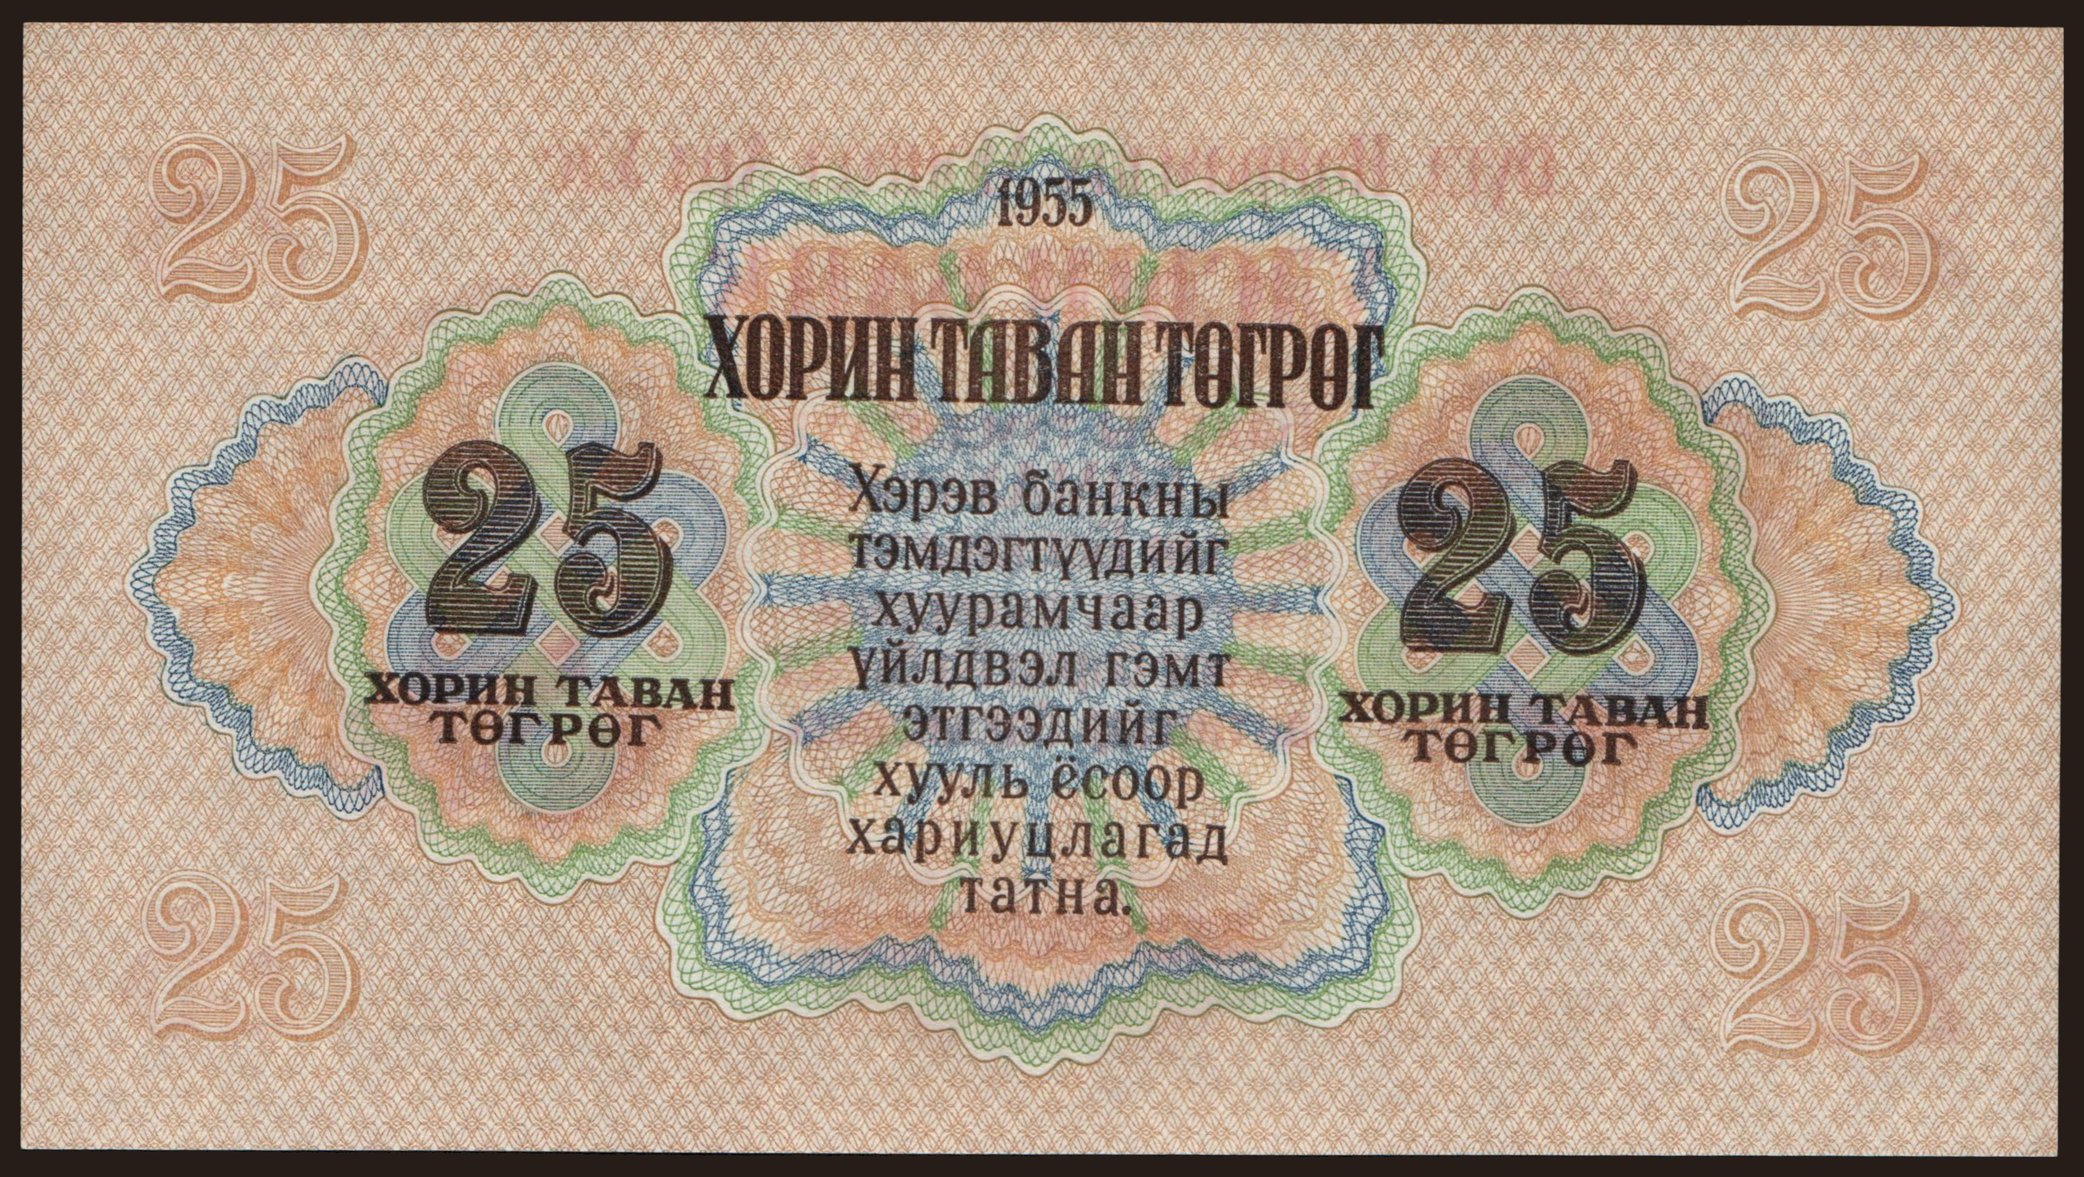 25
25
1955
ХОРИН ТАВАН ТӨГРӨГ
25
ХОРИН ТАВАН
ТӨГРӨГ
Хэрэв банкны
тэмдэгтүүдийг
хуурамчаар
үйлдвэл гэмт
этгээдийг
хууль ёсоор
хариуцлагад
татна.
25
ХОРИН ТАВАН
ТӨГРӨГ
25
25